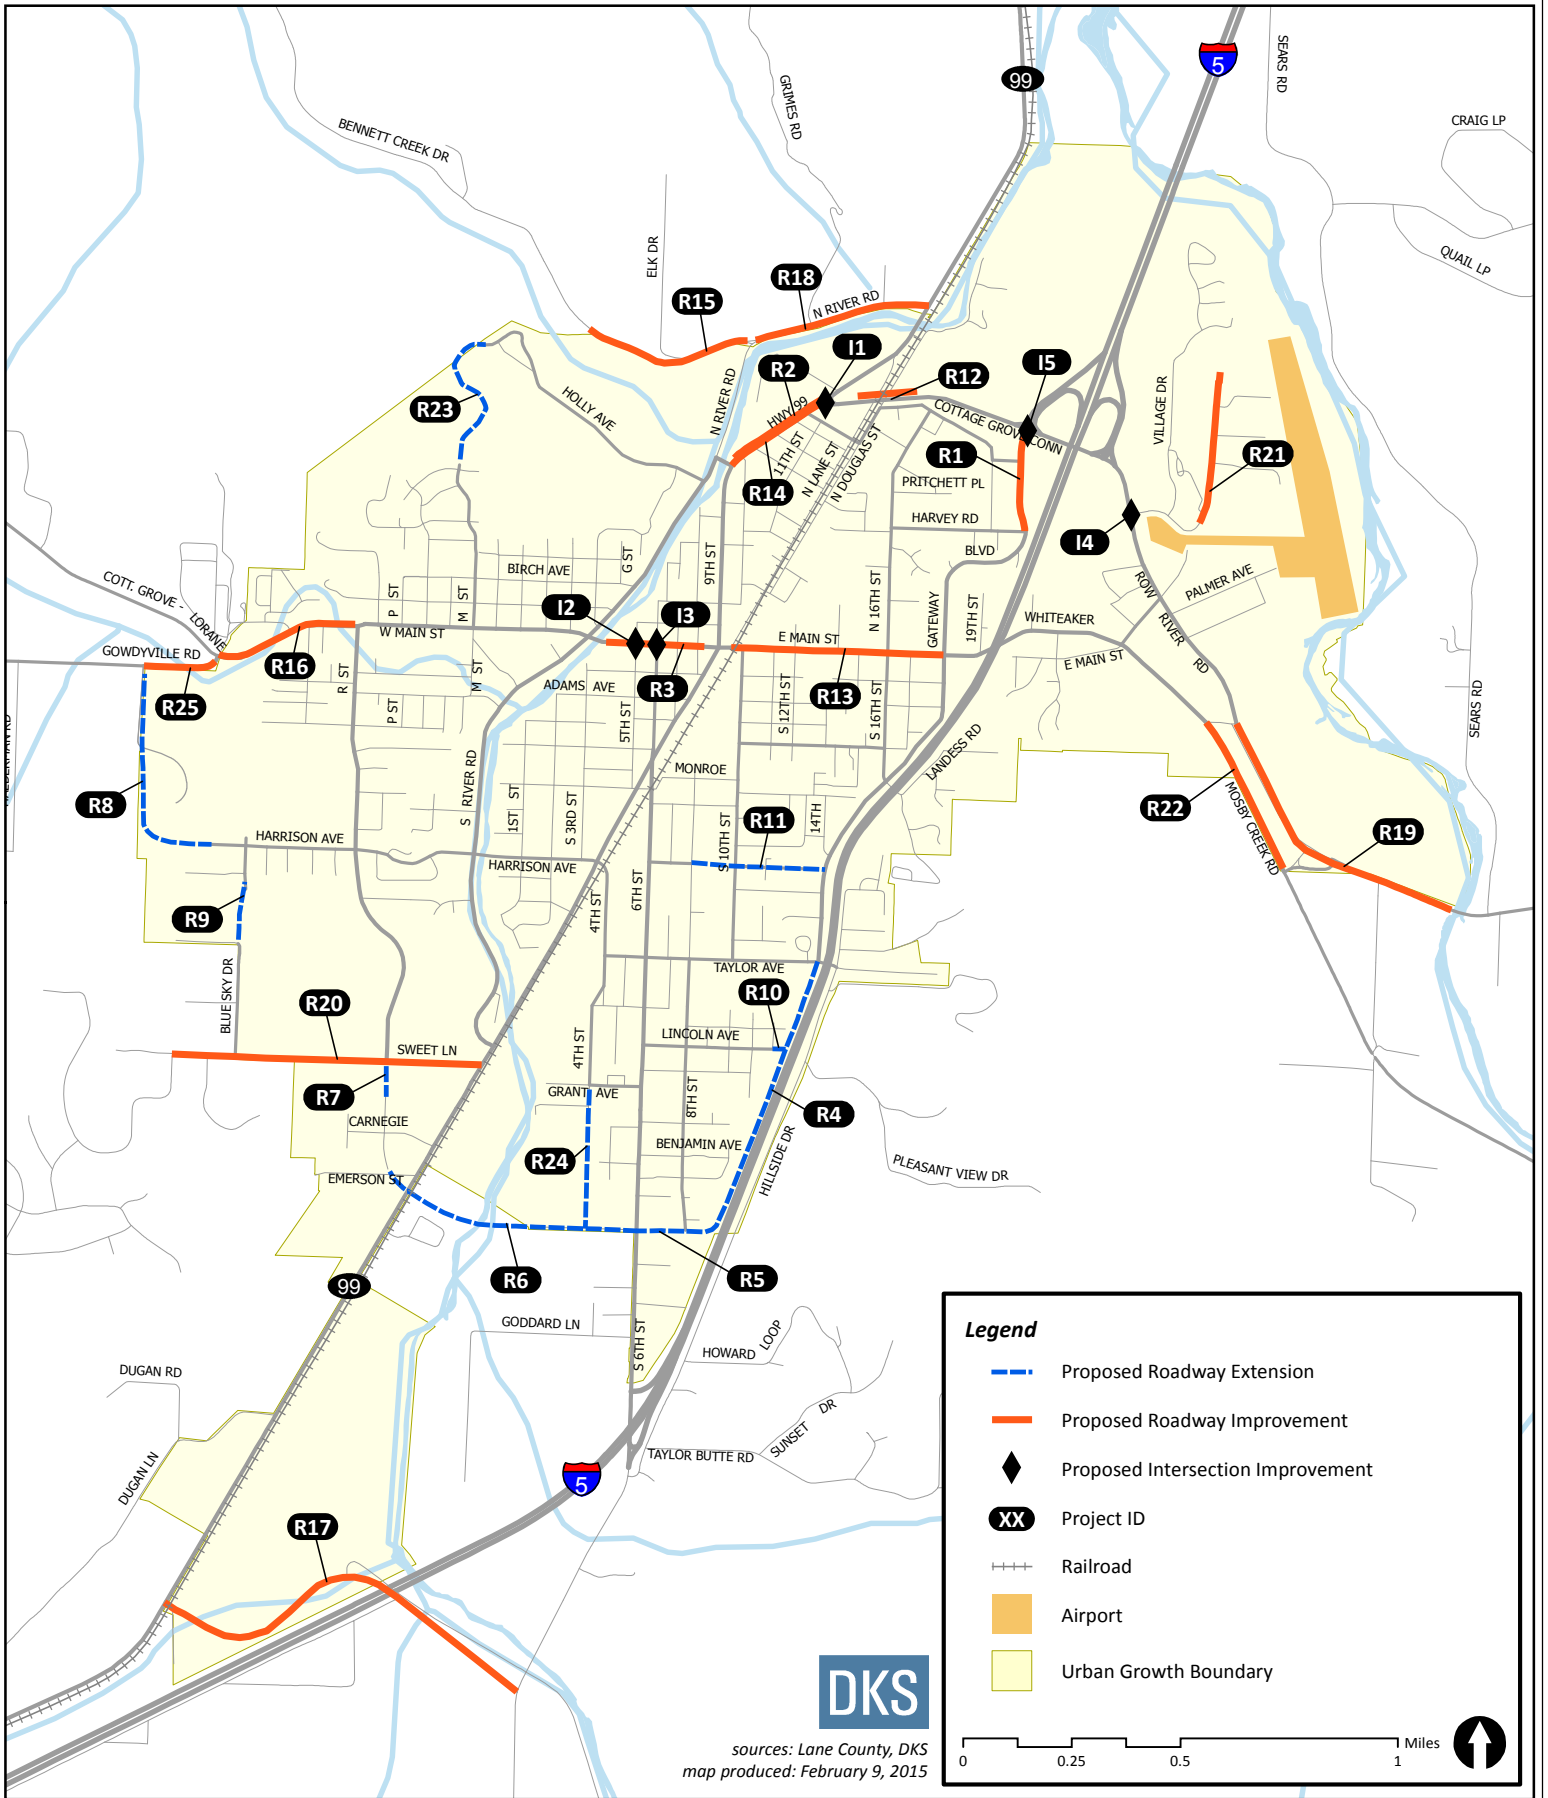 SEARS RD
5
99
CRAIG LP
GRIMES RD
BENNETT CREEK DR
QUAIL LP
ELK DR
R18
N RIVER RD
R15
I1
I5
R2
R12
R23
HOLLY AVE
N RIVER RD
HWY 99
COTTAGE GROVE CONN
VILLAGE DR
11TH ST
N LANE ST
N DOUGLAS ST
R1
R21
R14
PRITCHETT PL
HARVEY RD
I4
BLVD
G ST
9TH ST
BIRCH AVE
COTT. GROVE - LORANE
P ST
M ST
N 16TH ST
GATEWAY
19TH ST
ROW RIVER RD
PALMER AVE
I2
I3
W MAIN ST
E MAIN ST
WHITEAKER
GOWDYVILLE RD
R16
R ST
M ST
E MAIN ST
ADAMS AVE
R3
R13
R25
P ST
5TH ST
S 12TH ST
S 16TH ST
SEARS RD
S RIVER RD
MONROE
LANDESS RD
R8
1ST ST
S 3RD ST
R11
14TH
R22
MOSBY CREEK RD
R19
HARRISON AVE
HARRISON AVE
S 10TH ST
6TH ST
4TH ST
R9
BLUE SKY DR
TAYLOR AVE
R10
R20
SWEET LN
LINCOLN AVE
4TH ST
R7
GRANT AVE
8TH ST
R4
CARNEGIE
BENJAMIN AVE
HILLSIDE DR
R24
PLEASANT VIEW DR
EMERSON ST
R6
R5
99
GODDARD LN
S 6TH ST
HOWARD LOOP
DUGAN RD
SUNSET DR
TAYLOR BUTTE RD
DUGAN LN
5
R17
Legend
Proposed Roadway Extension
Proposed Roadway Improvement
Proposed Intersection Improvement
XX Project ID
Railroad
Airport
Urban Growth Boundary
Miles
0 0.25 0.5 1
DKS
sources: Lane County, DKS
map produced: February 9, 2015